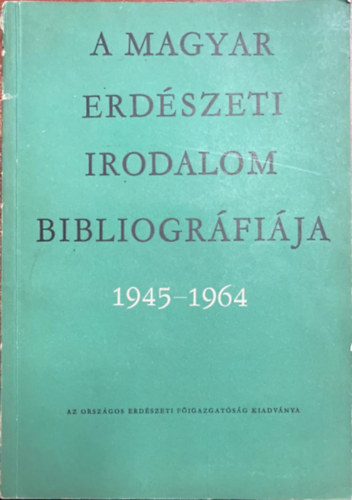 A MAGYAR
ERDÉSZETI
IRODALOM
BIBLIOGRÁFIÁJA
1945–1964
AZ ORSZÁGOS ERDÉSZETI FŐIGAZGATÓSÁG KIADVÁNYA